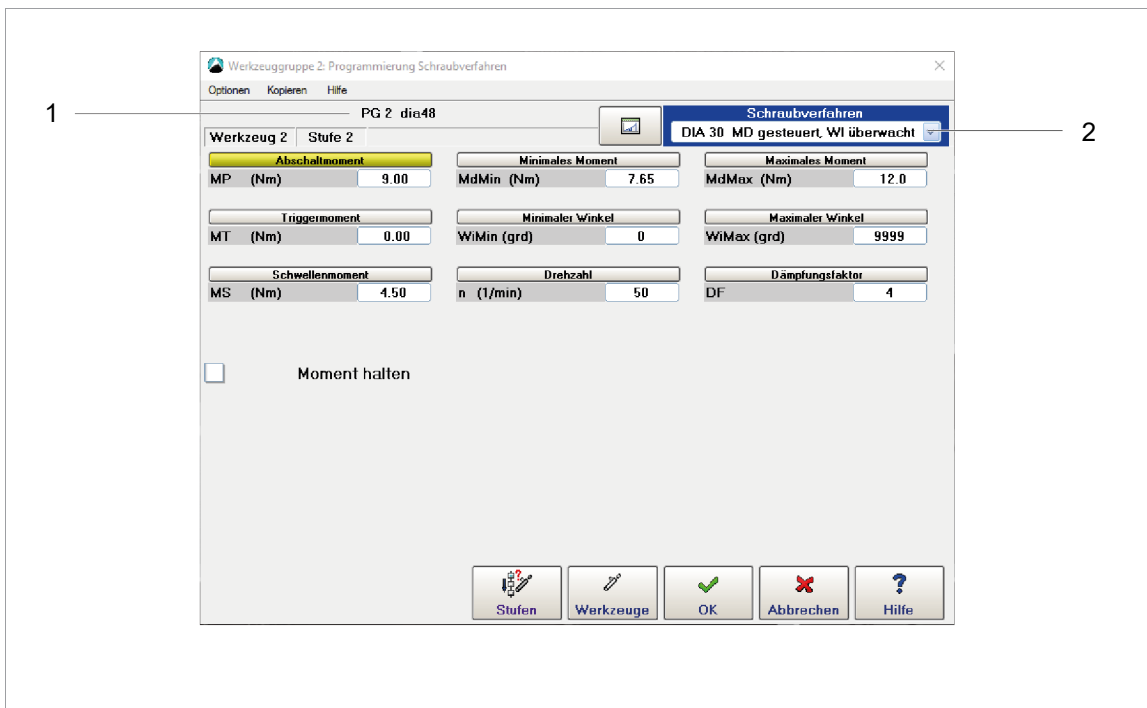 Werkzeuggruppe 2: Programmierung Schraubverfahren
Optionen Kopieren Hilfe
1
PG 2 dia48
Schraubverfahren
DIA 30 MD gesteuert, WI überwacht
2
Werkzeug 2 Stufe 2
Abschaltmoment Minimales Moment Maximales Moment
MP (Nm) 9.00 MdMin (Nm) 7.65 MdMax (Nm) 12.0
Triggermoment Minimaler Winkel Maximaler Winkel
MT (Nm) 0.00 WiMin (grd) 0 WiMax (grd) 9999
Schwellenmoment Drehzahl Dämpfungsfaktor
MS (Nm) 4.50 n (1/min) 50 DF 4
Moment halten
Stufen Werkzeuge OK Abbrechen Hilfe